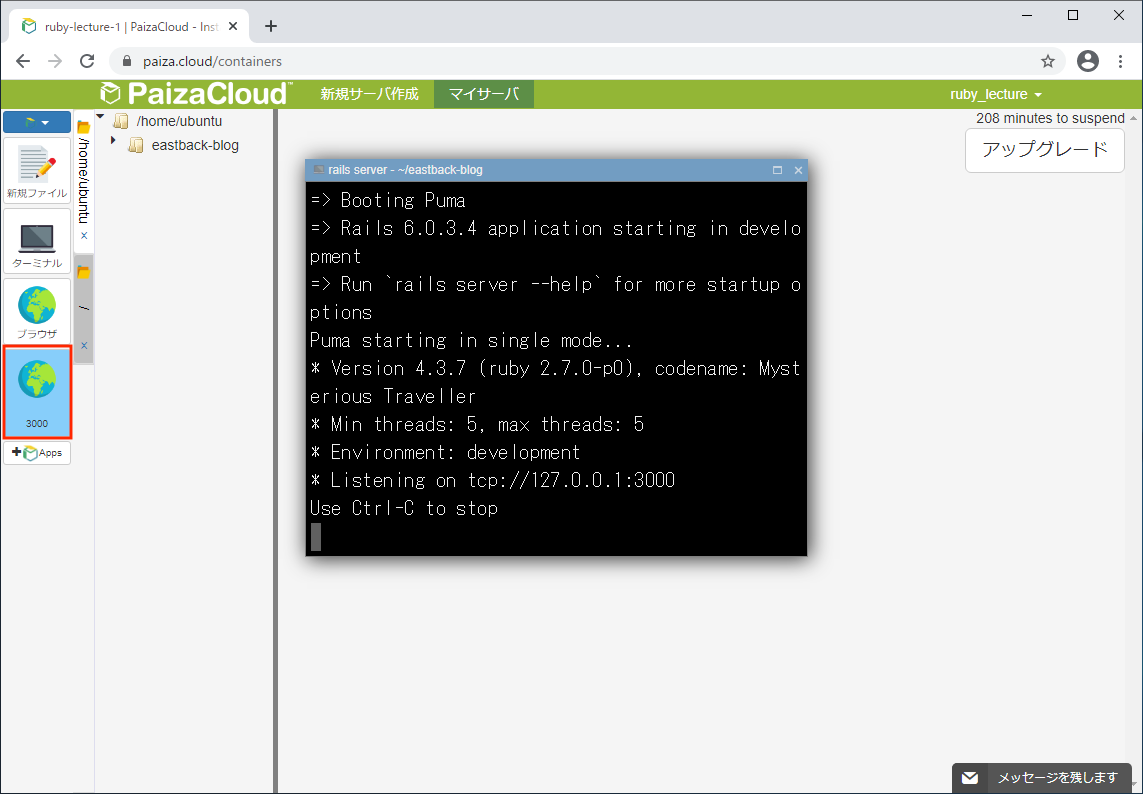 ruby-lecture-1 | PaizaCloud - Inst
paiza.cloud/containers
PaizaCloud™
新規サーバ作成
マイサーバ
ruby_lecture
208 minutes to suspend
アップグレード
新規ファイル
ターミナル
ブラウザ
3000
Apps
/home/ubuntu
/
/home/ubuntu
eastback-blog
rails server - ~/eastback-blog
=> Booting Puma
=> Rails 6.0.3.4 application starting in develo
pment
=> Run `rails server --help` for more startup o
ptions
Puma starting in single mode...
* Version 4.3.7 (ruby 2.7.0-p0), codename: Myst
erious Traveller
* Min threads: 5, max threads: 5
* Environment: development
* Listening on tcp://127.0.0.1:3000
Use Ctrl-C to stop
メッセージを残します